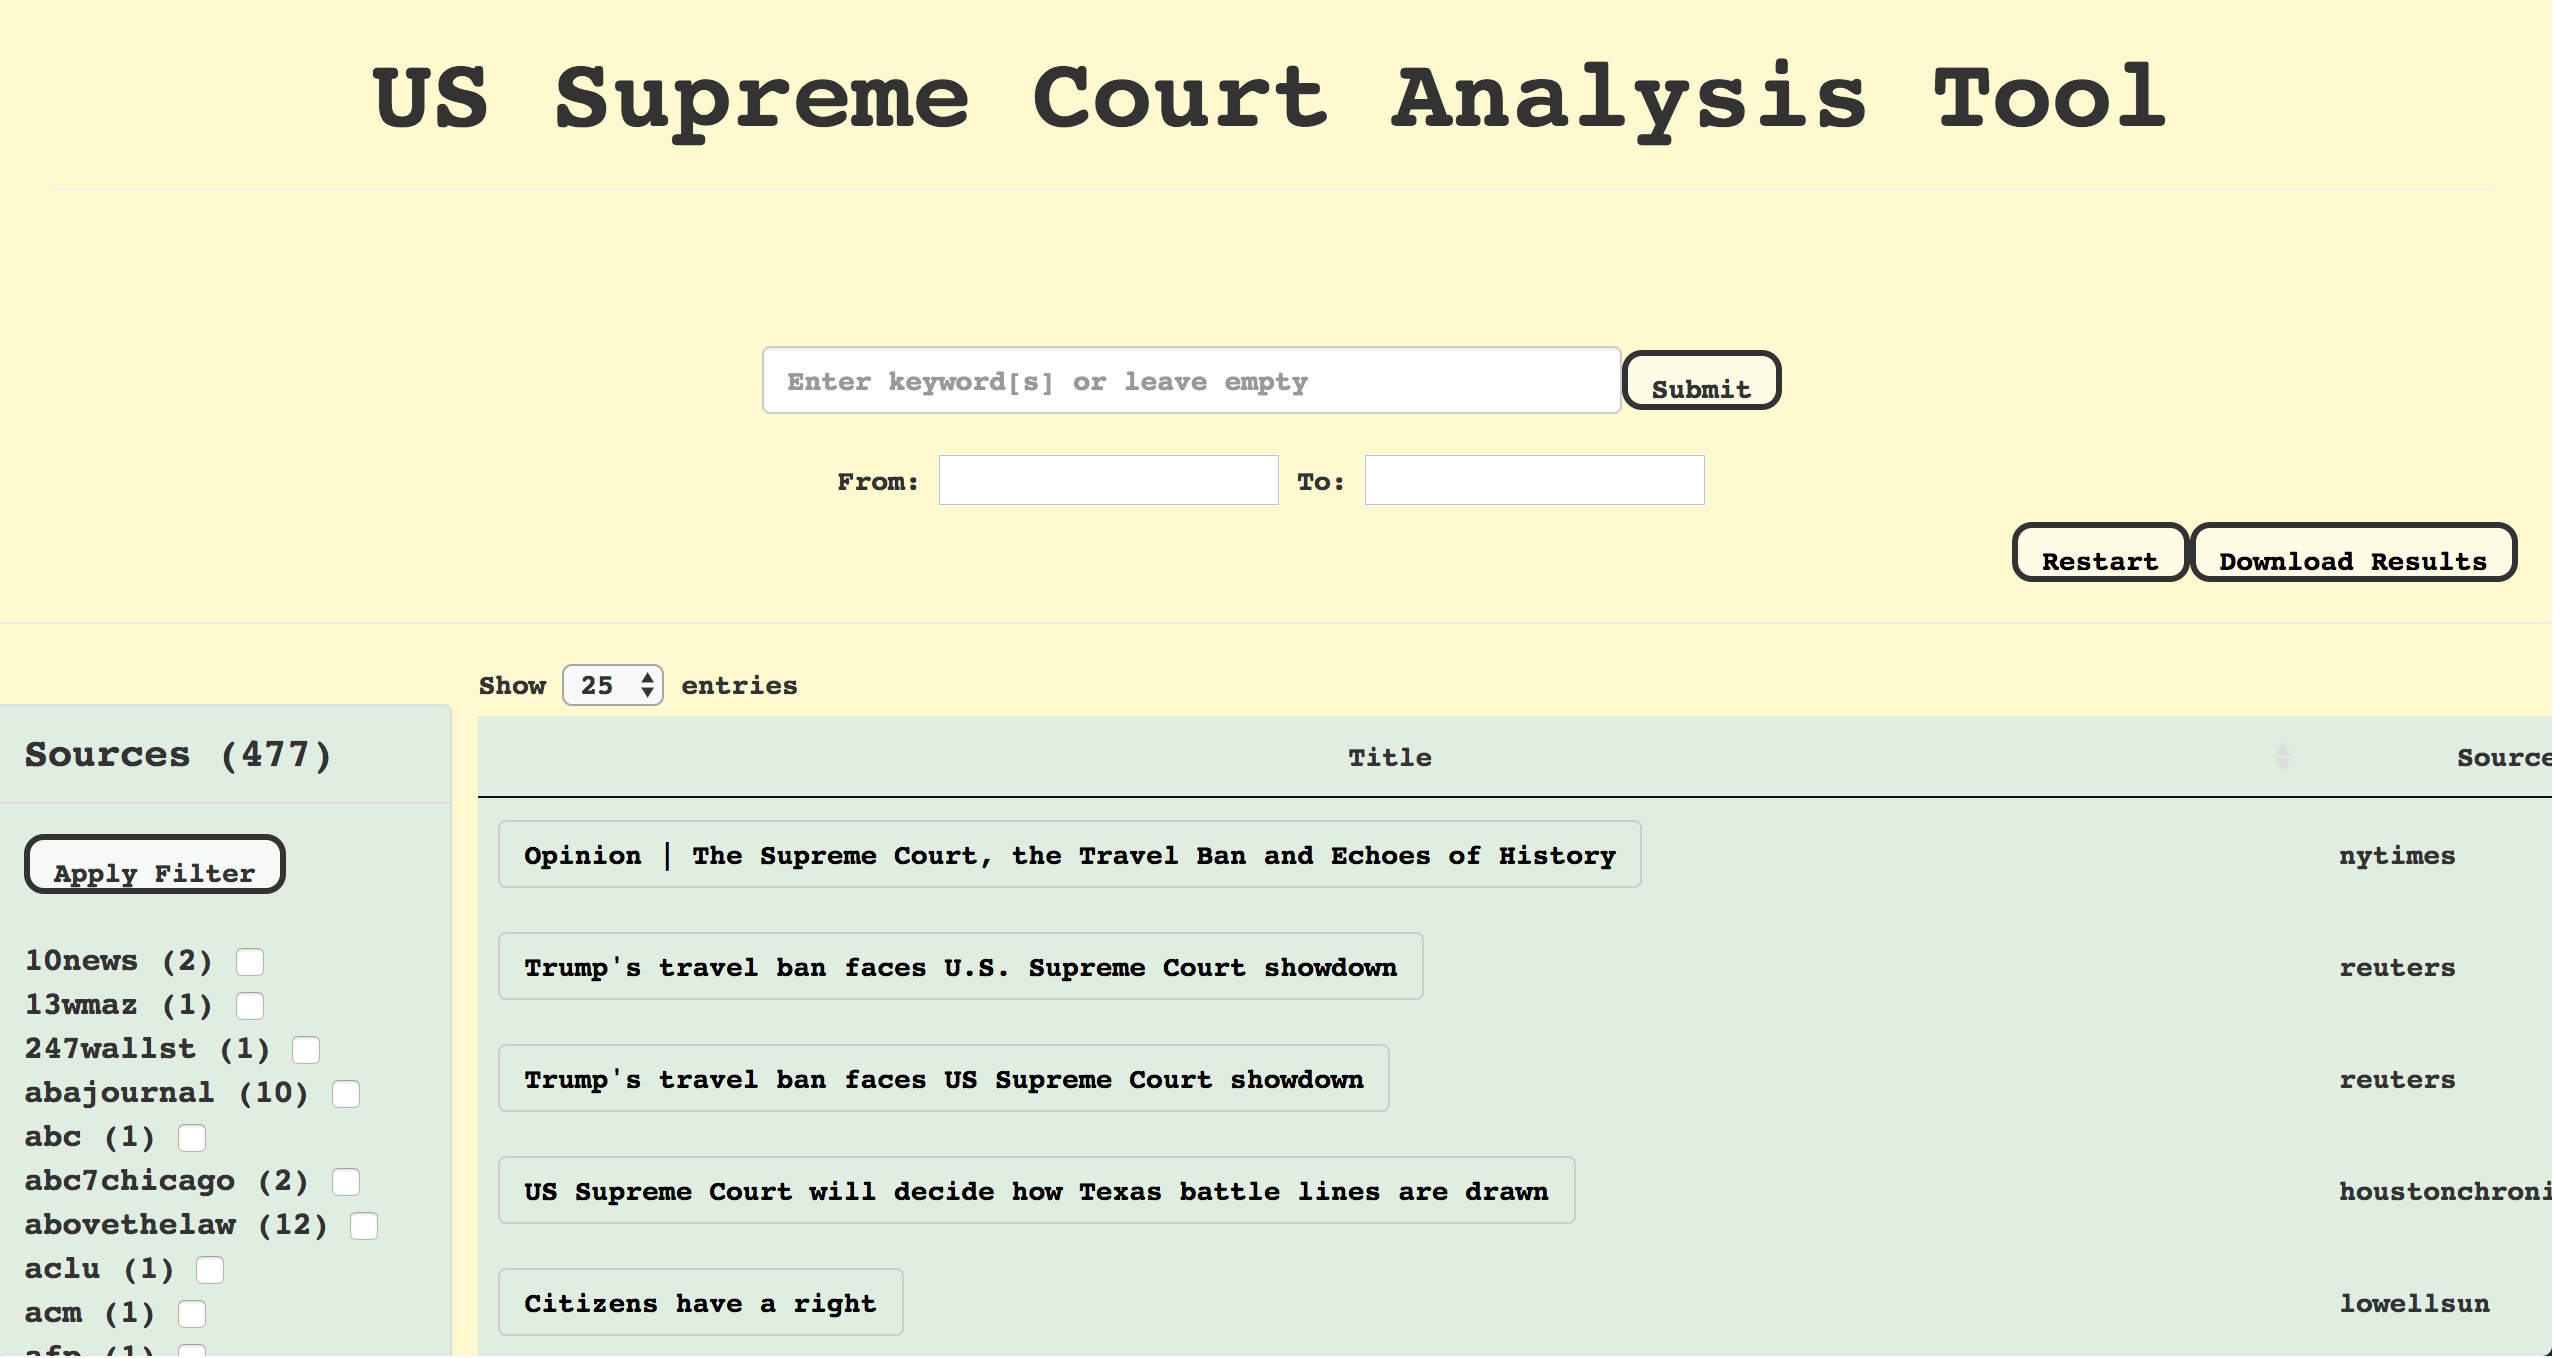 US Supreme Court Analysis Tool
Enter keyword[s] or leave empty
Submit
From:
To:
Restart
Download Results
Show 25 entries
Sources (477)
Apply Filter
10news (2)
13wmaz (1)
247wallst (1)
abajournal (10)
abc (1)
abc7chicago (2)
abovethelaw (12)
aclu (1)
acm (1)
afp (1)
Title
Source
Opinion | The Supreme Court, the Travel Ban and Echoes of History
nytimes
Trump's travel ban faces U.S. Supreme Court showdown
reuters
Trump's travel ban faces US Supreme Court showdown
reuters
US Supreme Court will decide how Texas battle lines are drawn
houstonchroni
Citizens have a right
lowellsun